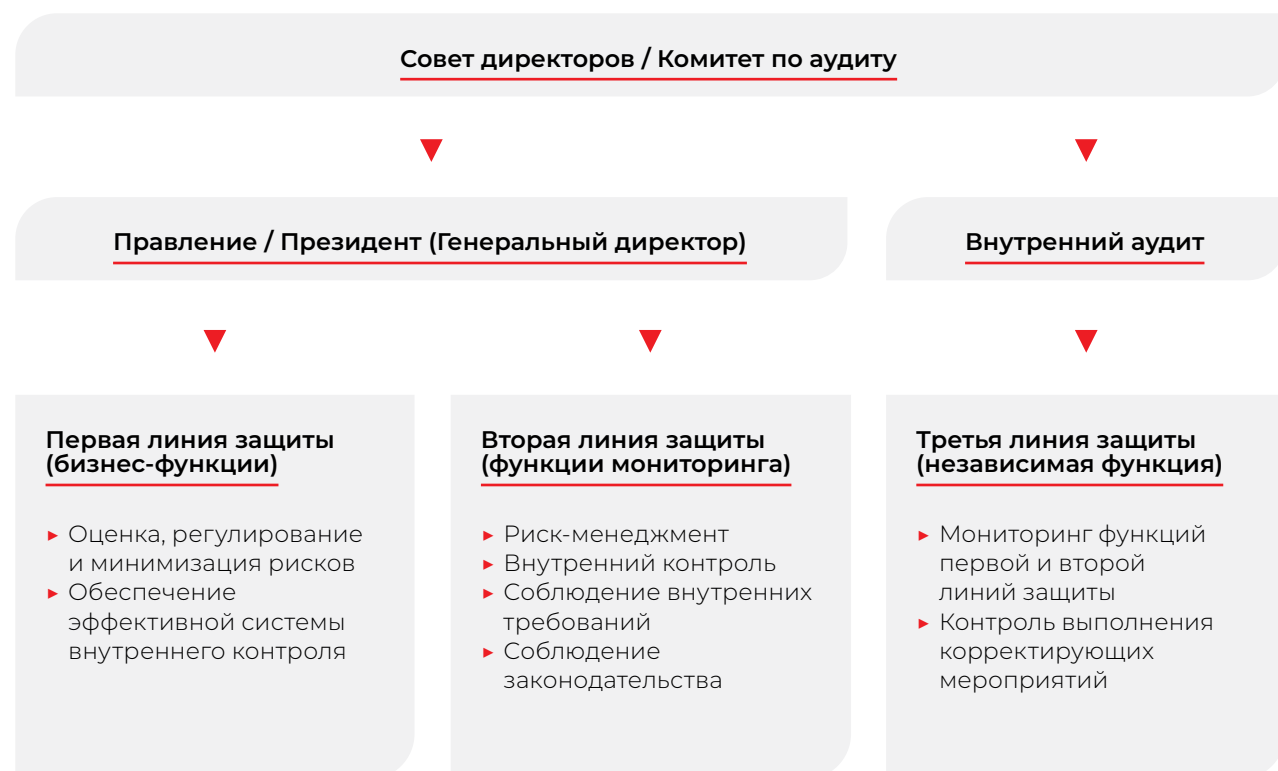 Совет директоров / Комитет по аудиту
Правление / Президент (Генеральный директор)
Внутренний аудит
Первая линия защиты
(бизнес-функции)
▸ Оценка, регулирование
и минимизация рисков
▸ Обеспечение
эффективной системы
внутреннего контроля
Вторая линия защиты
(функции мониторинга)
▸ Риск-менеджмент
▸ Внутренний контроль
▸ Соблюдение внутренних
требований
▸ Соблюдение
законодательства
Третья линия защиты
(независимая функция)
▸ Мониторинг функций
первой и второй
линий защиты
▸ Контроль выполнения
корректирующих
мероприятий